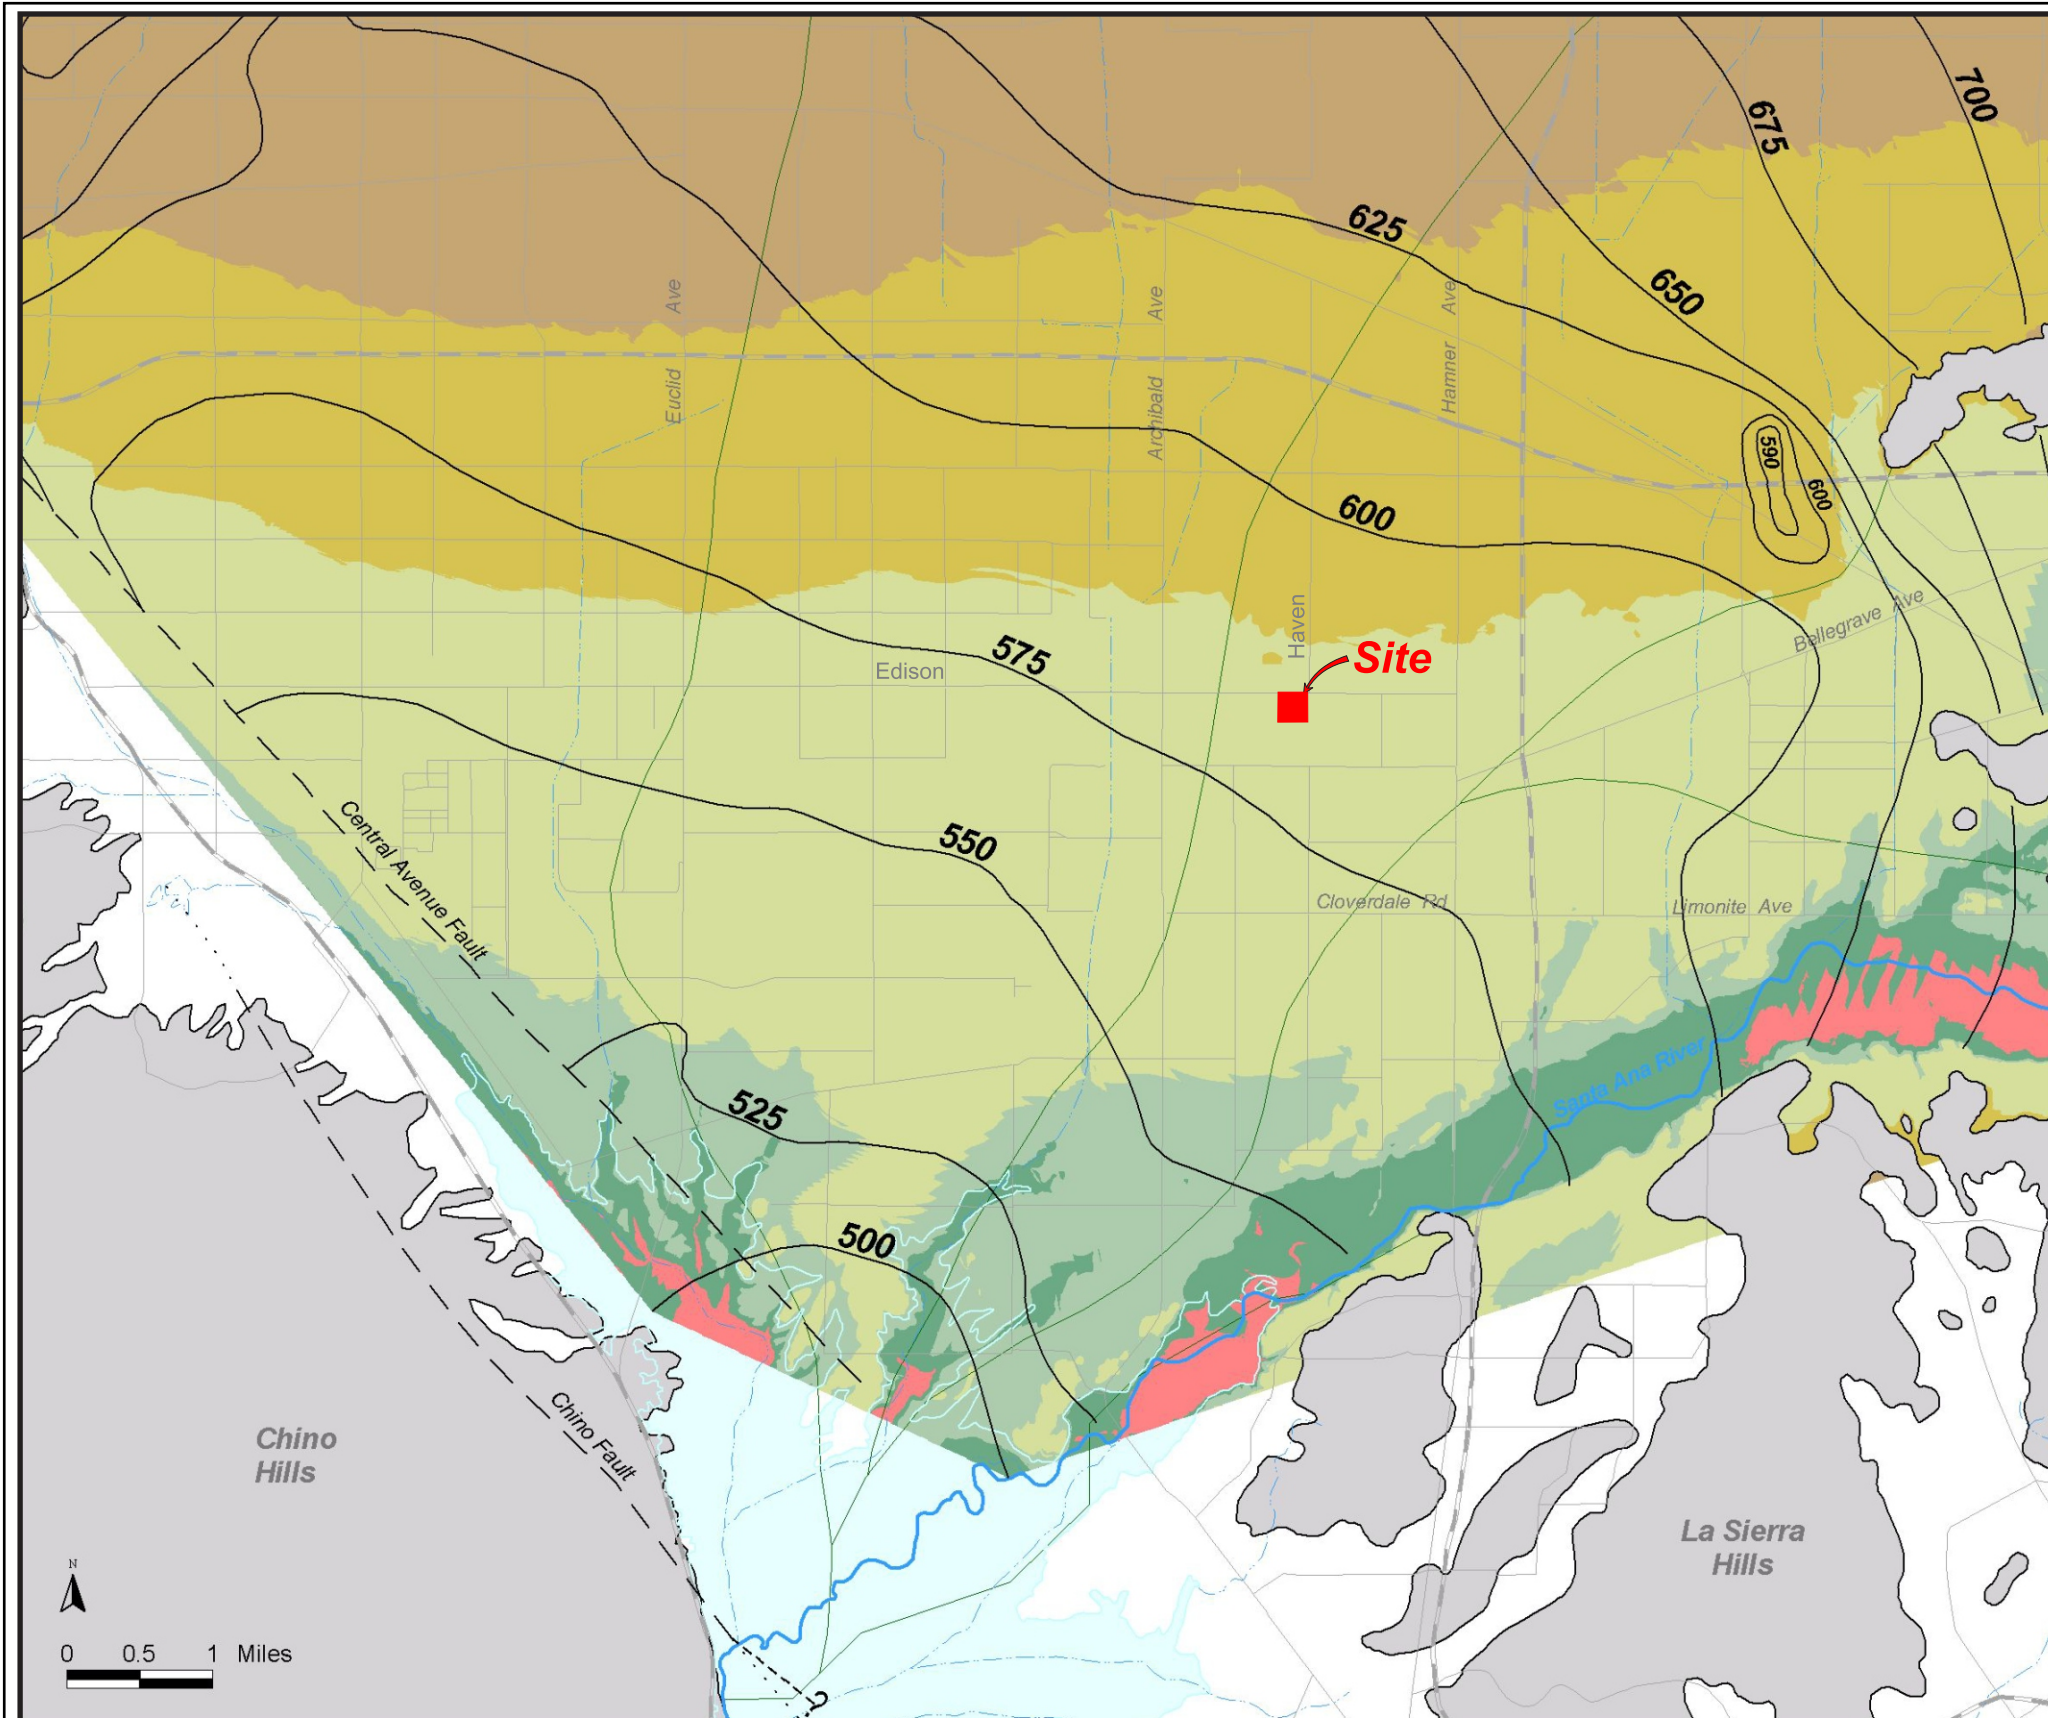 700
675
625
650
Euclid Ave
Archibald Ave
Hamner Ave
590
600
600
Bellegrave Ave
Haven
575
Site
Edison
Central Avenue Fault
550
Cloverdale Rd
Limonite Ave
Santa Ana River
525
500
Chino Fault
Chino
Hills
La Sierra
Hills
N
0 0.5 1 Miles
?